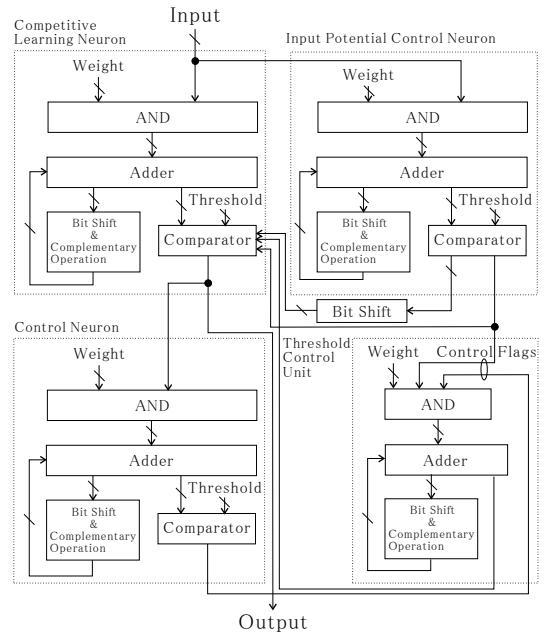 Input
Competitive
Learning Neuron
Weight
AND
Adder
Threshold
Bit Shift
&
Complementary
Operation
Comparator
Input Potential Control Neuron
Weight
AND
Adder
Threshold
Bit Shift
&
Complementary
Operation
Comparator
Bit Shift
Control Neuron
Weight
AND
Adder
Threshold
Bit Shift
&
Complementary
Operation
Comparator
Threshold
Control
Unit
Weight
Control Flags
AND
Adder
Bit Shift
&
Complementary
Operation
Output